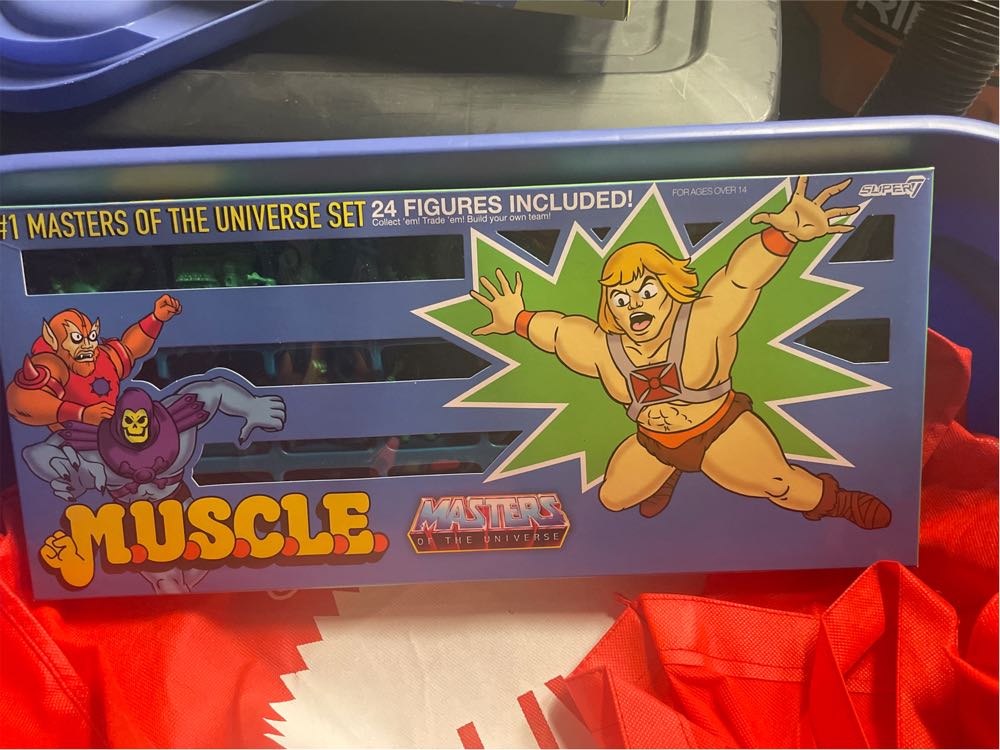 #1 MASTERS OF THE UNIVERSE SET
24 FIGURES INCLUDED!
Collect 'em! Trade 'em! Build your own team!
FOR AGES OVER 14
SUPER7
M.U.S.C.L.E.
MASTERS
OF THE UNIVERSE